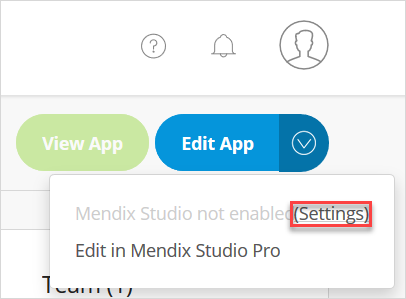 ?
View App
Edit App
Mendix Studio not enabled (Settings)
Edit in Mendix Studio Pro
Team (1)